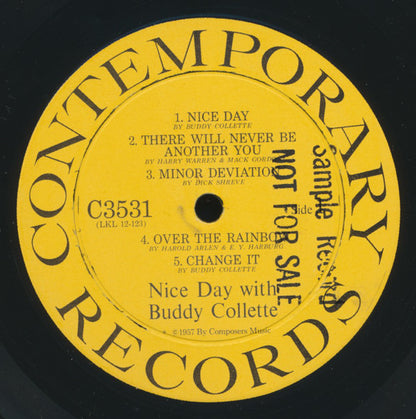 CONTEMPORARY
1. NICE DAY
BY BUDDY COLLETTE
2. THERE WILL NEVER BE
ANOTHER YOU
BY HARRY WARREN & MACK GORDON
3. MINOR DEVIATION
BY DICK SHREVE
C3531
(LKL 12-123)
Side
4. OVER THE RAINBOW
BY HAROLD ARLEN & E. Y. HARBURG
5. CHANGE IT
BY BUDDY COLLETTE
Nice Day with
Buddy Collette
© 1957 By Composers Music
RECORDS
Sample Record
NOT FOR SALE